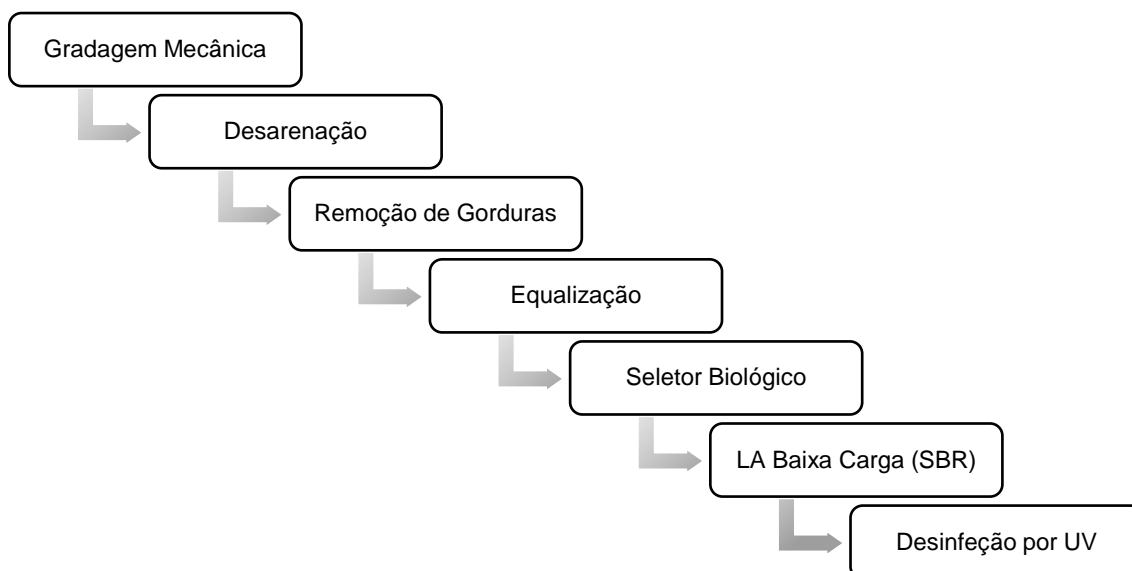 Gradagem Mecânica
Desarenação
Remoção de Gorduras
Equalização
Seletor Biológico
LA Baixa Carga (SBR)
Desinfeção por UV